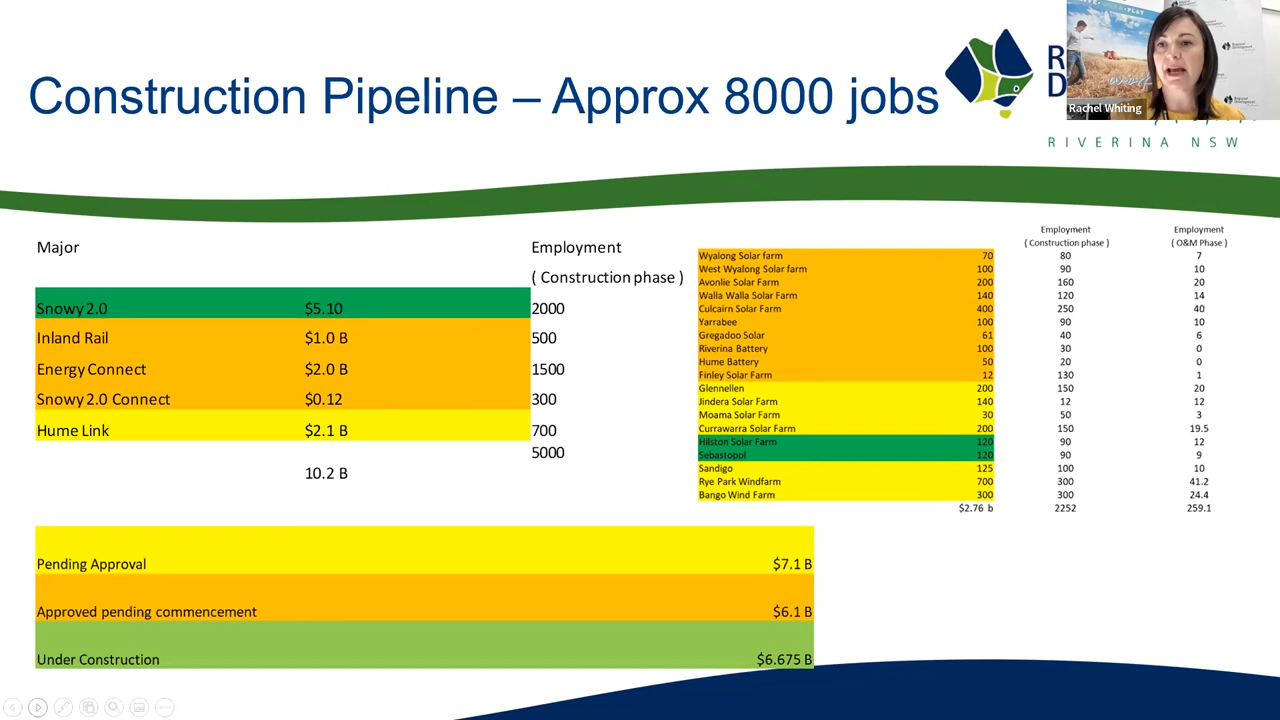 Construction Pipeline – Approx 8000 jobs
Rachel Whiting
RIVERINA NSW
Major
Employment
( Construction phase )
Snowy 2.0 $5.10 2000
Inland Rail $1.0 B 500
Energy Connect $2.0 B 1500
Snowy 2.0 Connect $0.12 300
Hume Link $2.1 B 700
5000
10.2 B
Employment Employment
( Construction phase ) ( O&M Phase )
Wyalong Solar farm 70 80 7
West Wyalong Solar farm 100 90 10
Avonlie Solar Farm 200 160 20
Walla Walla Solar Farm 140 120 14
Culcairn Solar Farm 400 250 40
Yarrabee 100 90 10
Gregadoo Solar 61 40 6
Riverina Battery 100 30 0
Hume Battery 50 20 0
Finley Solar Farm 12 130 1
Glennellen 200 150 20
Jindera Solar Farm 140 12 12
Moama Solar Farm 30 50 3
Currawarra Solar Farm 200 150 19.5
Hilston Solar Farm 120 90 12
Sebastopol 120 90 9
Sandigo 125 100 10
Rye Park Windfarm 700 300 41.2
Bango Wind Farm 300 300 24.4
$2.76 b 2252 259.1
Pending Approval $7.1 B
Approved pending commencement $6.1 B
Under Construction $6.675 B